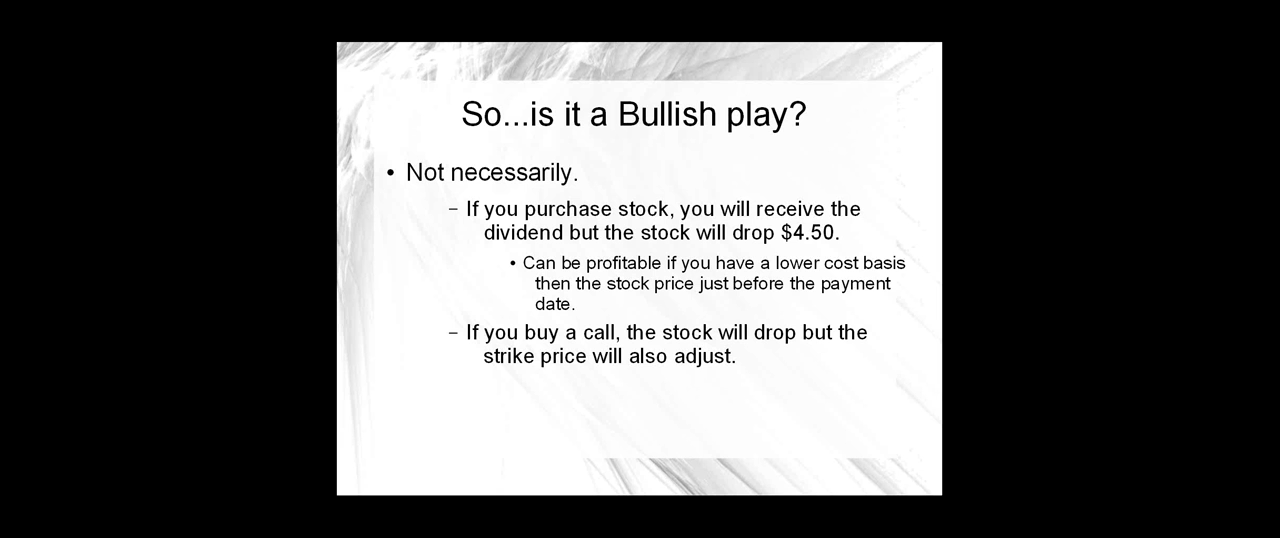 So...is it a Bullish play?
• Not necessarily.
– If you purchase stock, you will receive the
dividend but the stock will drop $4.50.
• Can be profitable if you have a lower cost basis
then the stock price just before the payment
date.
– If you buy a call, the stock will drop but the
strike price will also adjust.